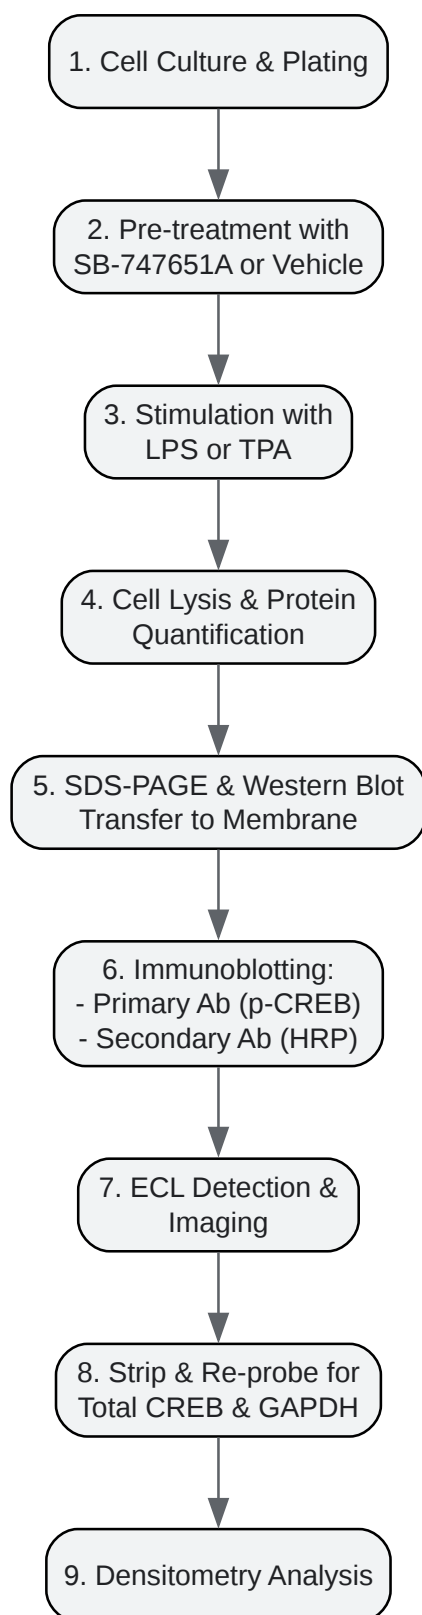 1. Cell Culture & Plating
2. Pre-treatment with
SB-747651A or Vehicle
3. Stimulation with
LPS or TPA
4. Cell Lysis & Protein
Quantification
5. SDS-PAGE & Western Blot
Transfer to Membrane
6. Immunoblotting:
- Primary Ab (p-CREB)
- Secondary Ab (HRP)
7. ECL Detection &
Imaging
8. Strip & Re-probe for
Total CREB & GAPDH
9. Densitometry Analysis